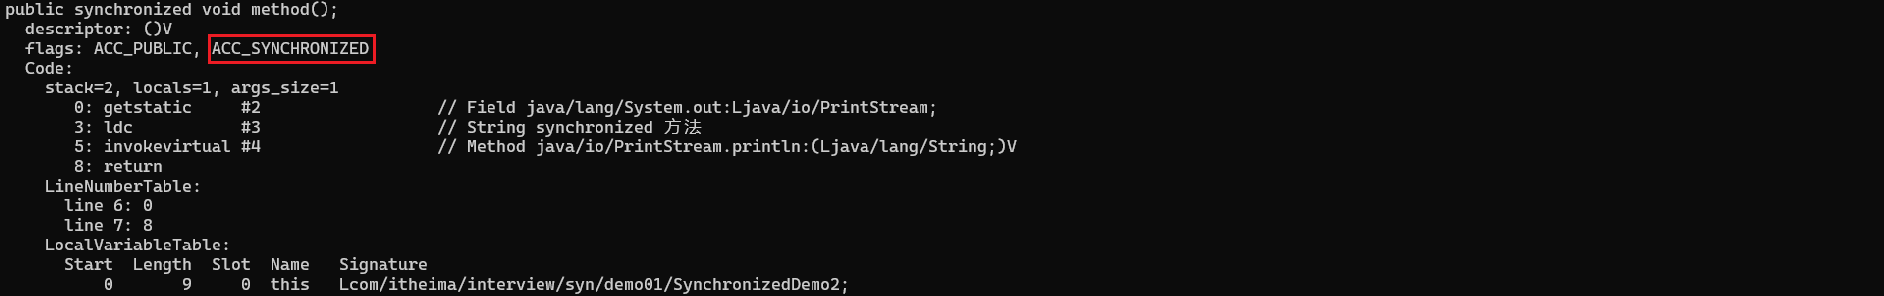 public synchronized void method();
  descriptor: ()V
  flags: ACC_PUBLIC, ACC_SYNCHRONIZED
  Code:
    stack=2, locals=1, args_size=1
       0: getstatic     #2                  // Field java/lang/System.out:Ljava/io/PrintStream;
       3: ldc           #3                  // String synchronized 方法
       5: invokevirtual #4                  // Method java/io/PrintStream.println:(Ljava/lang/String;)V
       8: return
    LineNumberTable:
      line 6: 0
      line 7: 8
    LocalVariableTable:
      Start  Length  Slot  Name   Signature
          0       9     0  this   Lcom/itheima/interview/syn/demo01/SynchronizedDemo2;